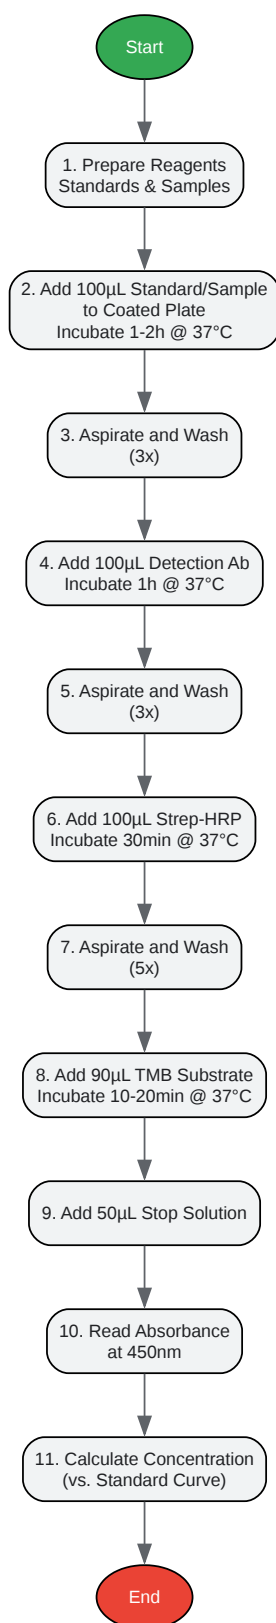 Start
1. Prepare Reagents
Standards & Samples
2. Add 100µL Standard/Sample
to Coated Plate
Incubate 1-2h @ 37°C
3. Aspirate and Wash
(3x)
4. Add 100µL Detection Ab
Incubate 1h @ 37°C
5. Aspirate and Wash
(3x)
6. Add 100µL Strep-HRP
Incubate 30min @ 37°C
7. Aspirate and Wash
(5x)
8. Add 90µL TMB Substrate
Incubate 10-20min @ 37°C
9. Add 50µL Stop Solution
10. Read Absorbance
at 450nm
11. Calculate Concentration
(vs. Standard Curve)
End